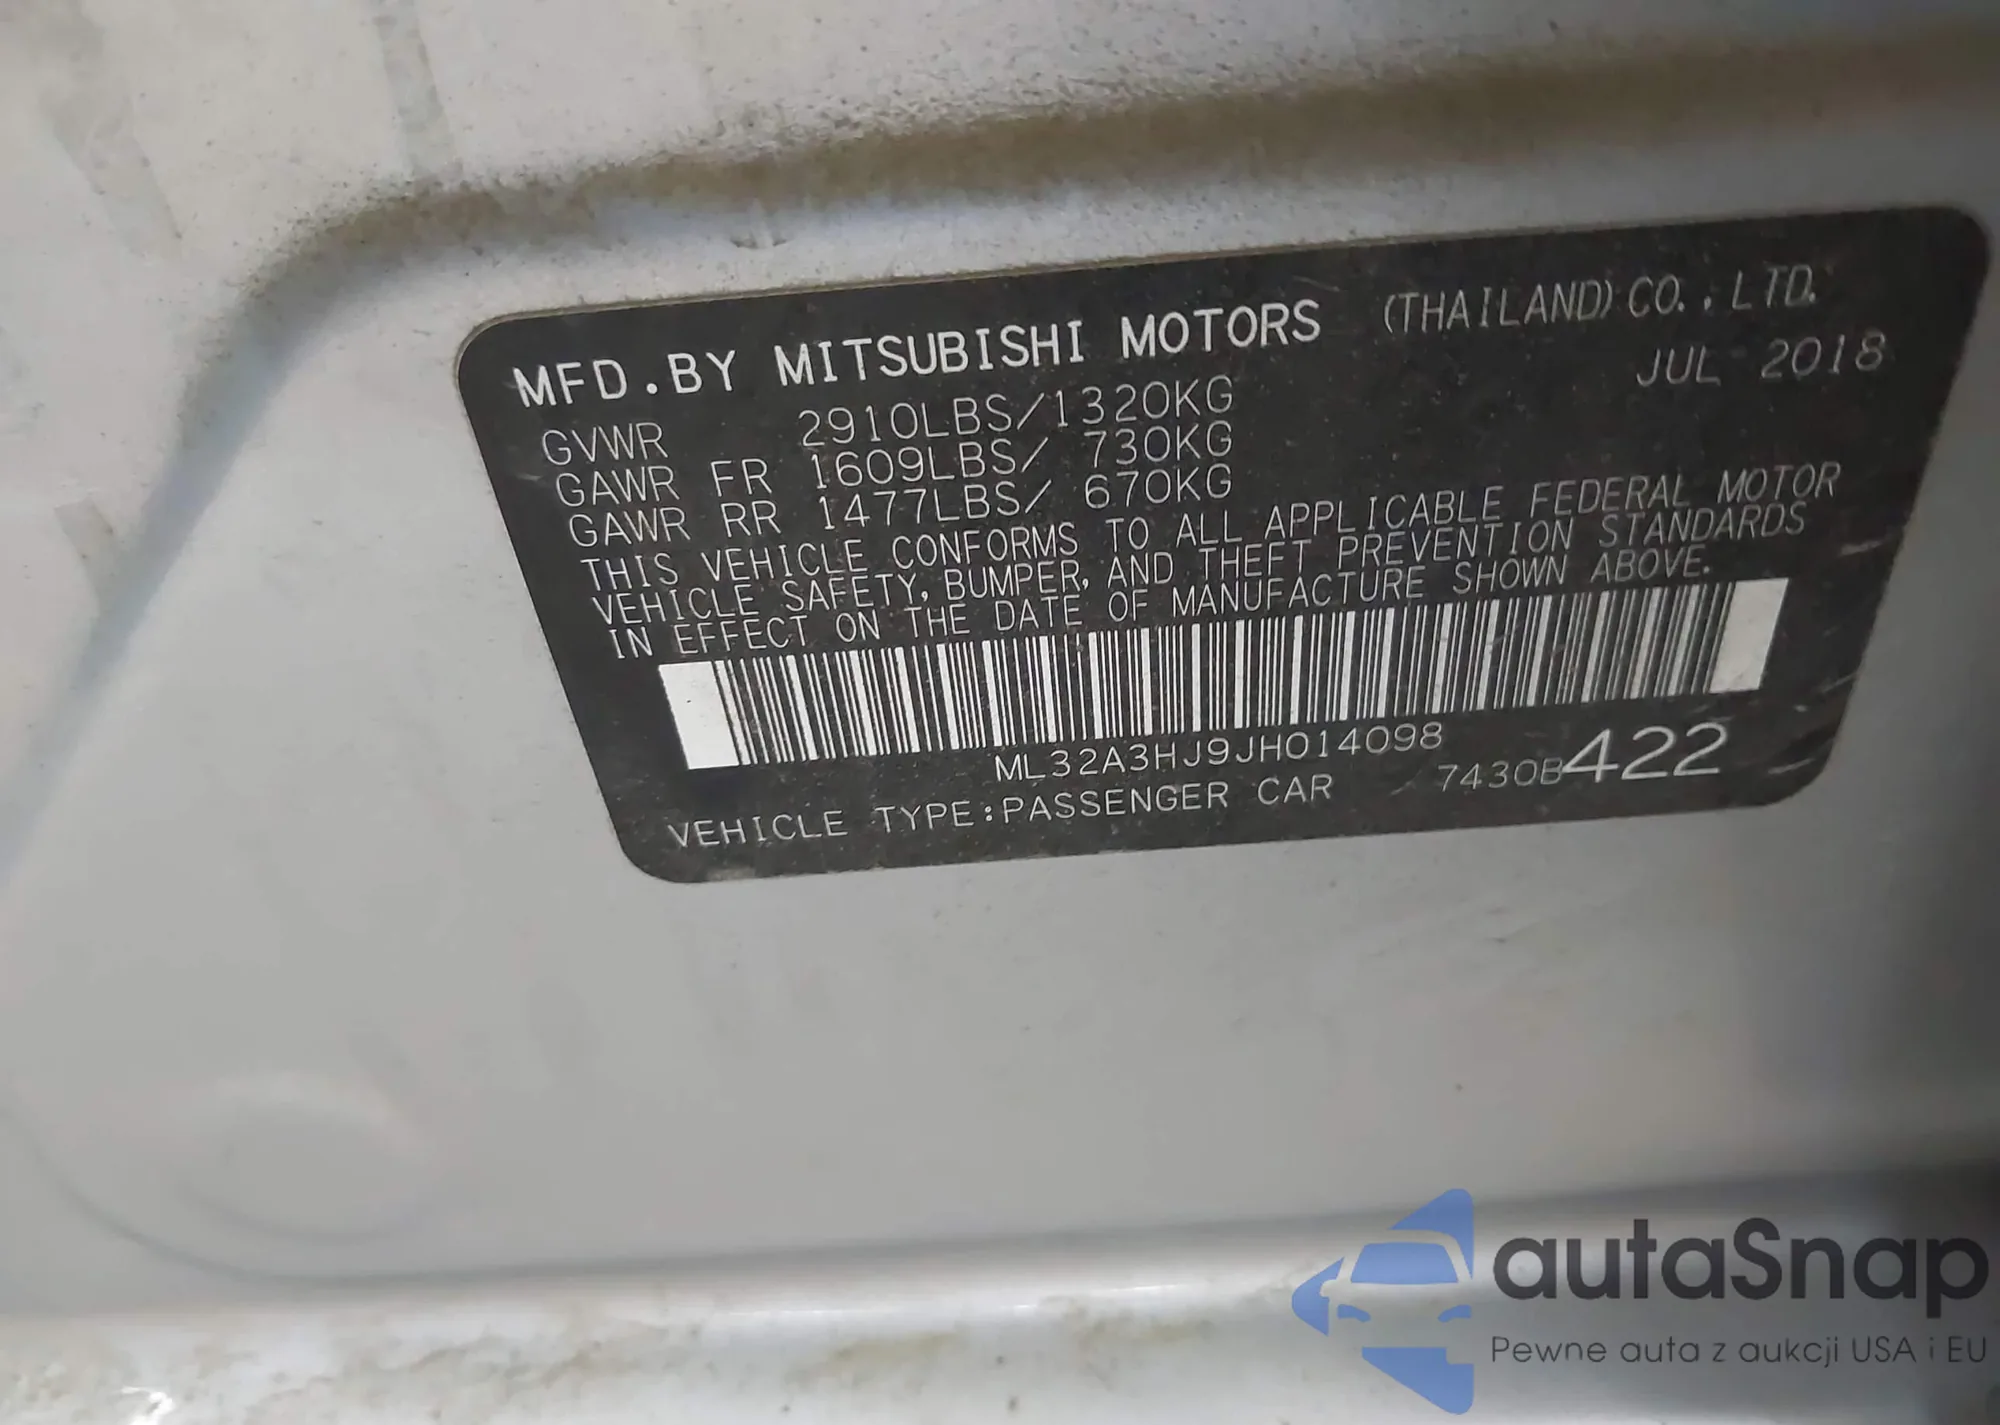 MFD.BY MITSUBISHI MOTORS (THAILAND) CO.,LTD.
JUL 2018
GVWR 2910LBS/1320KG
GAWR FR 1609LBS/ 730KG
GAWR RR 1477LBS/ 670KG
THIS VEHICLE CONFORMS TO ALL APPLICABLE FEDERAL MOTOR
VEHICLE SAFETY, BUMPER, AND THEFT PREVENTION STANDARDS
IN EFFECT ON THE DATE OF MANUFACTURE SHOWN ABOVE.
ML32A3HJ9JH014098
VEHICLE TYPE:PASSENGER CAR 7430B422
autaSnap
Pewne auta z aukcji USA i EU